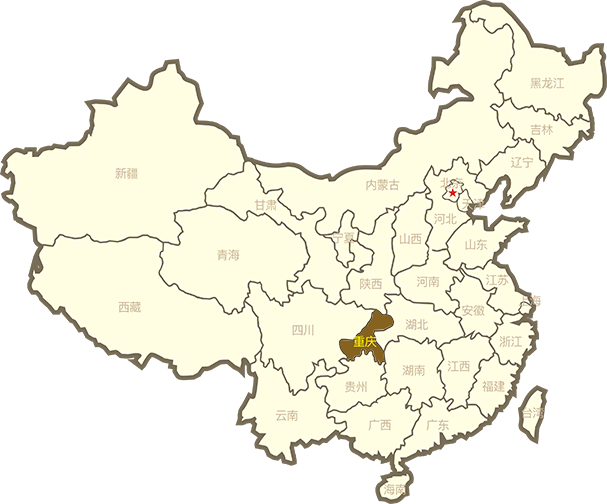 黑龙江
吉林
辽宁
新疆
北京
内蒙古
天津
甘肃
河北
宁夏
山西
山东
青海
陕西
河南
江苏
上海
西藏
安徽
四川
湖北
重庆
浙江
湖南
江西
贵州
福建
云南
台湾
广西
广东
海南